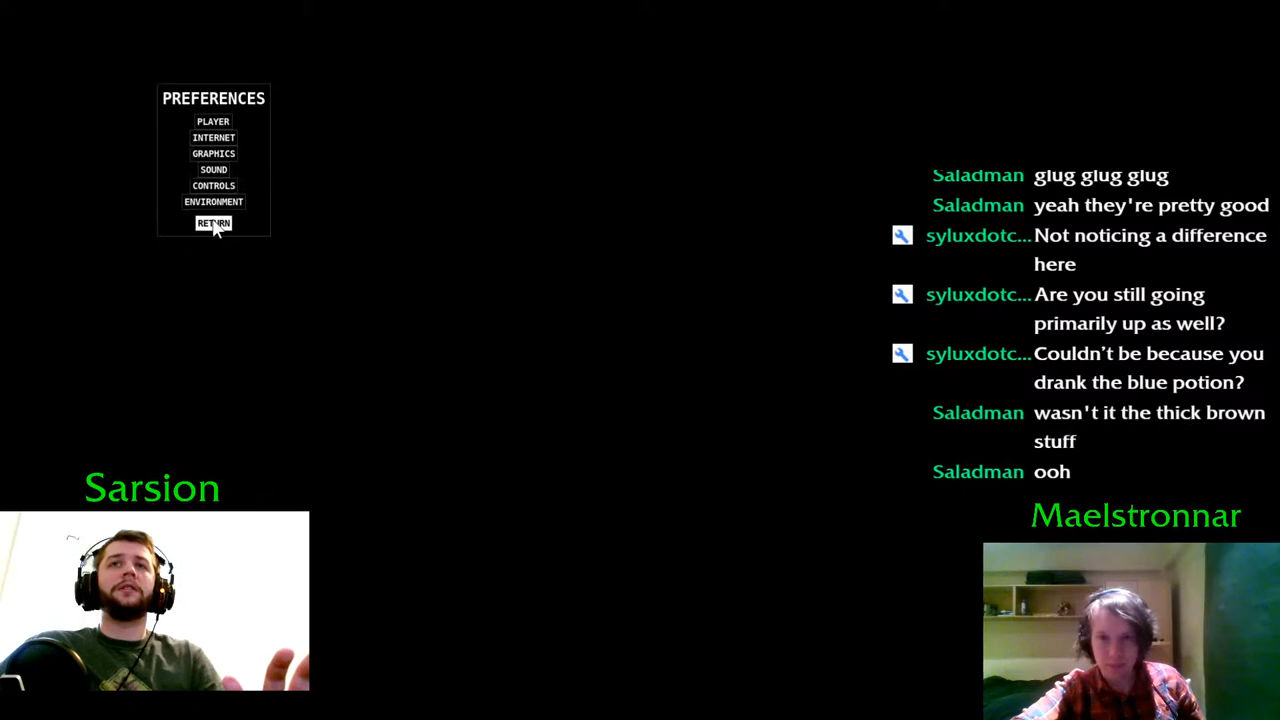 PREFERENCES
PLAYER
INTERNET
GRAPHICS
SOUND
CONTROLS
ENVIRONMENT
RETURN
Saladman glug glug glug
Saladman yeah they're pretty good
syluxdotc... Not noticing a difference
here
syluxdotc... Are you still going
primarily up as well?
syluxdotc... Couldn't be because you
drank the blue potion?
Saladman wasn't it the thick brown
stuff
Saladman ooh
Sarsion
Maelstronnar